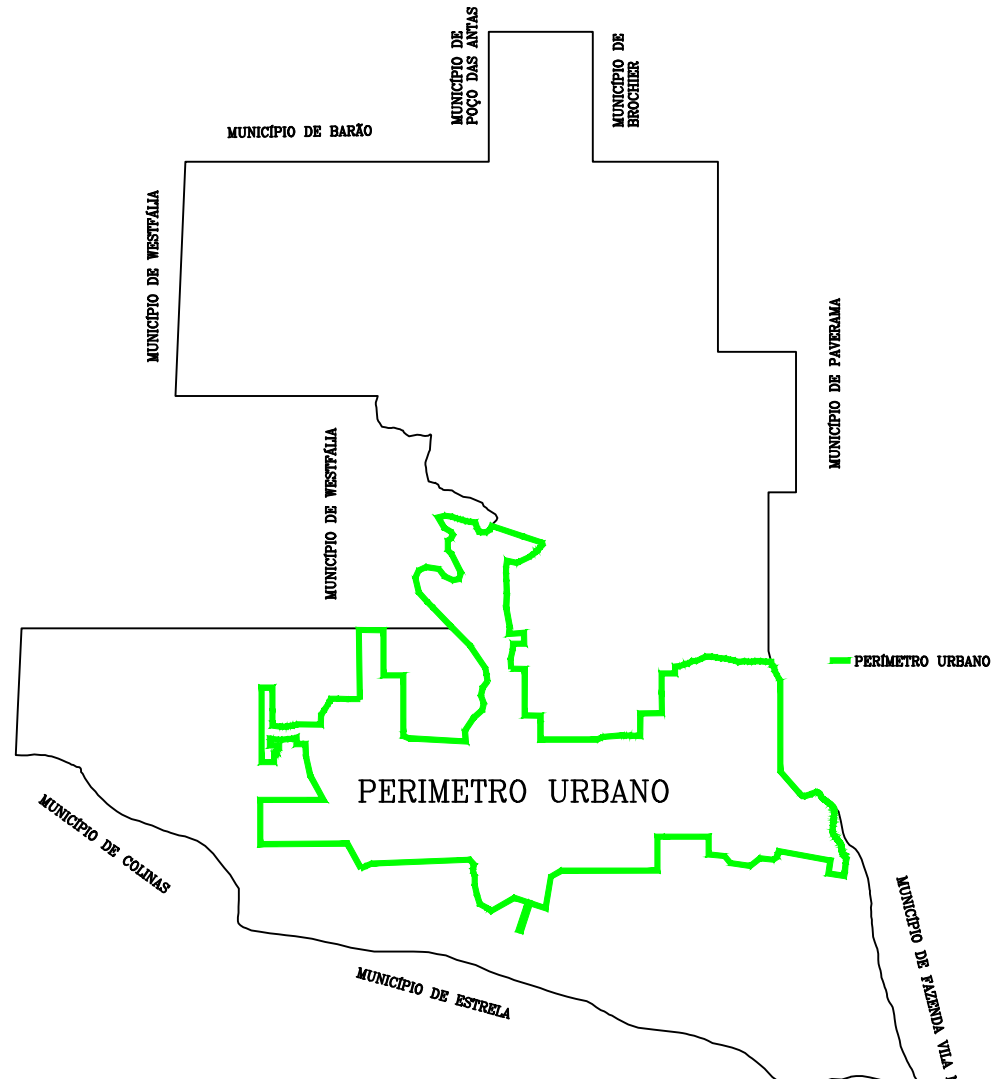 MUNICÍPIO DE
POÇO DAS ANTAS
MUNICÍPIO DE
BROCHIER
MUNICÍPIO DE BARÃO
MUNICÍPIO DE WESTFÁLIA
MUNICÍPIO DE PAVERAMA
MUNICÍPIO DE WESTFÁLIA
PERÍMETRO URBANO
PERIMETRO URBANO
MUNICÍPIO DE COLINAS
MUNICÍPIO DE FAZENDA VILA
MUNICÍPIO DE ESTRELA